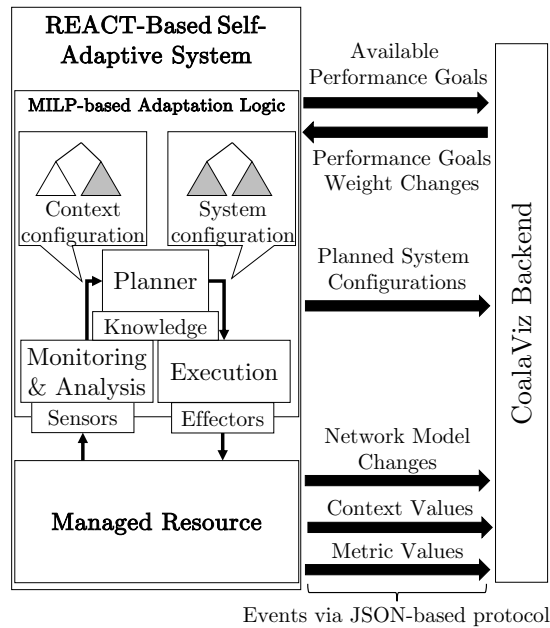 REACT-Based Self-
Adaptive System
MILP-based Adaptation Logic
Context
configuration
System
configuration
Planner
Knowledge
Monitoring
& Analysis
Execution
Sensors
Effectors
Managed Resource
Available
Performance Goals
Performance Goals
Weight Changes
Planned System
Configurations
Network Model
Changes
Context Values
Metric Values
CoalaViz Backend
Events via JSON-based protocol